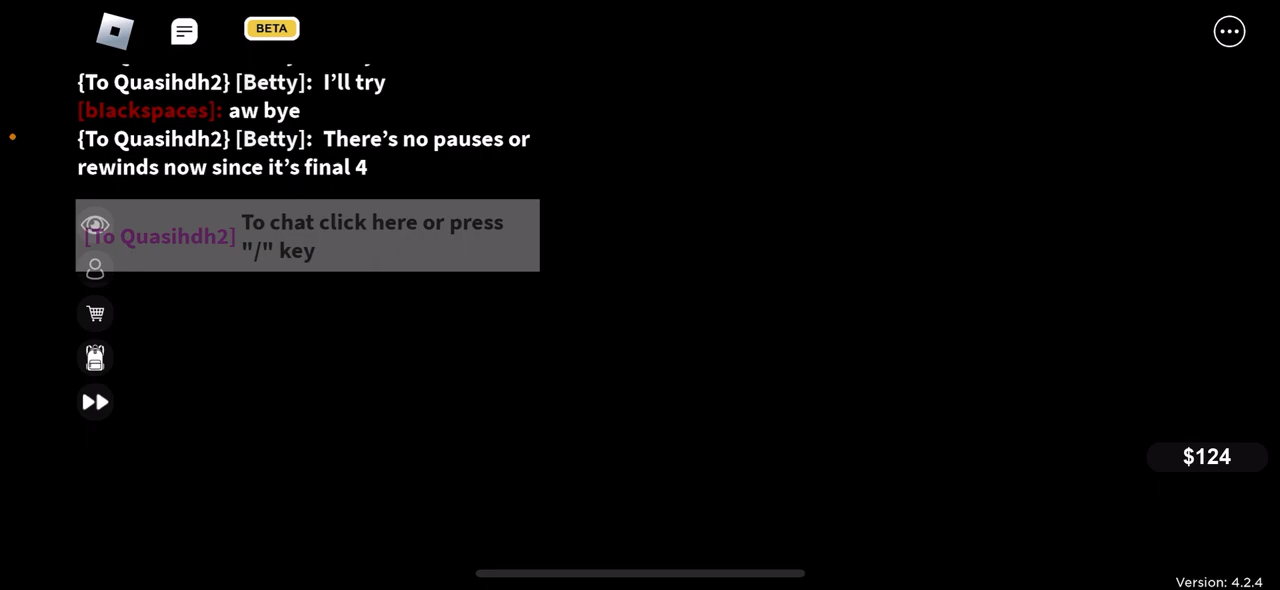 BETA
{To Quasihdh2} [Betty]:  I’ll try
[blackspaces]: aw bye
{To Quasihdh2} [Betty]:  There’s no pauses or
rewinds now since it’s final 4
[To Quasihdh2] To chat click here or press
"/" key
$124
Version: 4.2.4